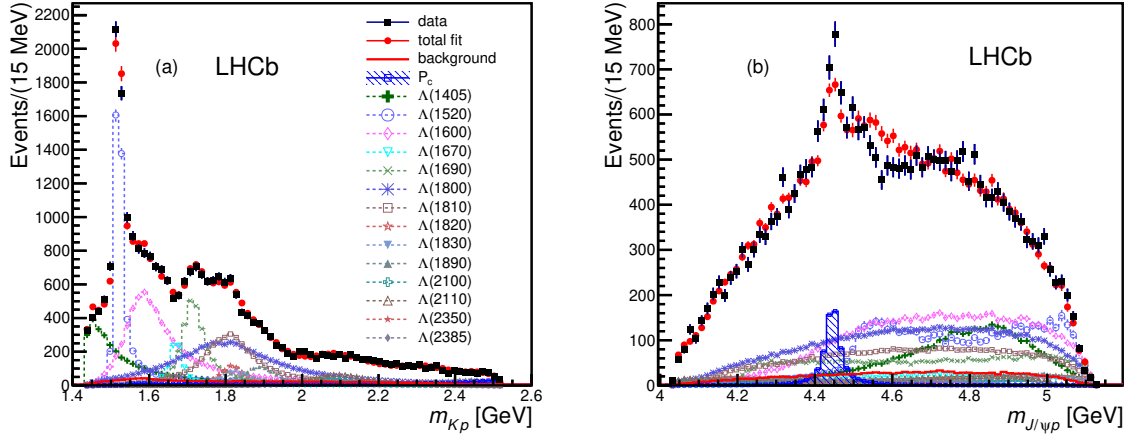 Events/(15 MeV)
2200
2000
1800
1600
1400
1200
1000
800
600
400
200
0
(a)
LHCb
data
total fit
background
P_c
Λ(1405)
Λ(1520)
Λ(1600)
Λ(1670)
Λ(1690)
Λ(1800)
Λ(1810)
Λ(1820)
Λ(1830)
Λ(1890)
Λ(2100)
Λ(2110)
Λ(2350)
Λ(2385)
1.4 1.6 1.8 2 2.2 2.4 2.6
m_{Kp} [GeV]
Events/(15 MeV)
800
700
600
500
400
300
200
100
0
(b)
LHCb
4 4.2 4.4 4.6 4.8 5
m_{J/ψp} [GeV]